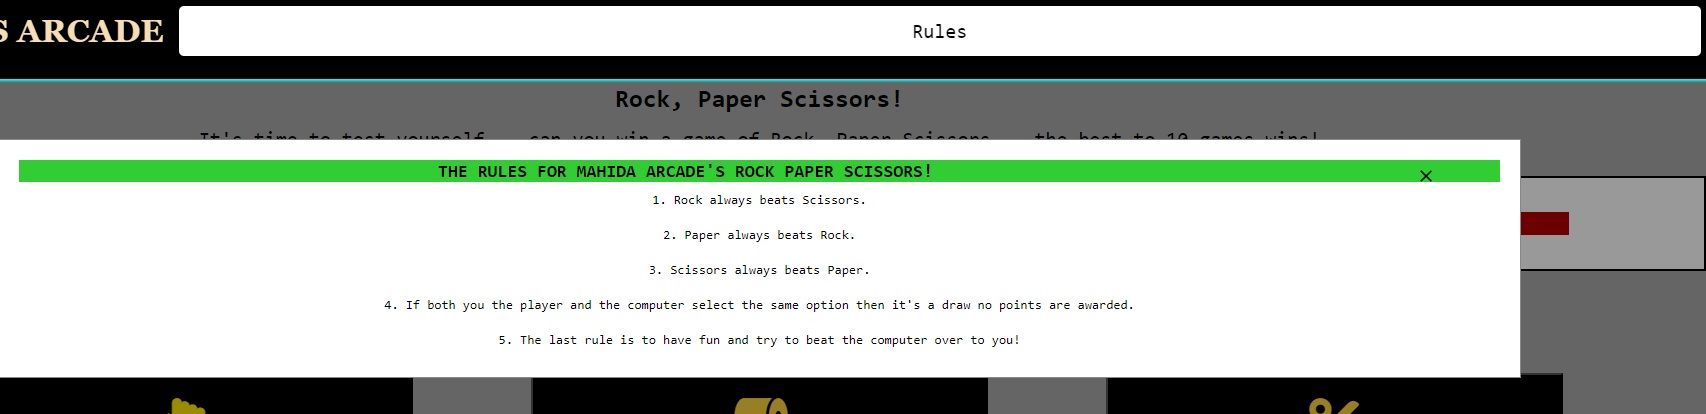 S ARCADE
Rules
Rock, Paper Scissors!
It's time to test yourself can you win a game of Rock, Paper Scissors the best to 10 games wins!
THE RULES FOR MAHIDA ARCADE'S ROCK PAPER SCISSORS!
1. Rock always beats Scissors.
2. Paper always beats Rock.
3. Scissors always beats Paper.
4. If both you the player and the computer select the same option then it's a draw no points are awarded.
5. The last rule is to have fun and try to beat the computer over to you!